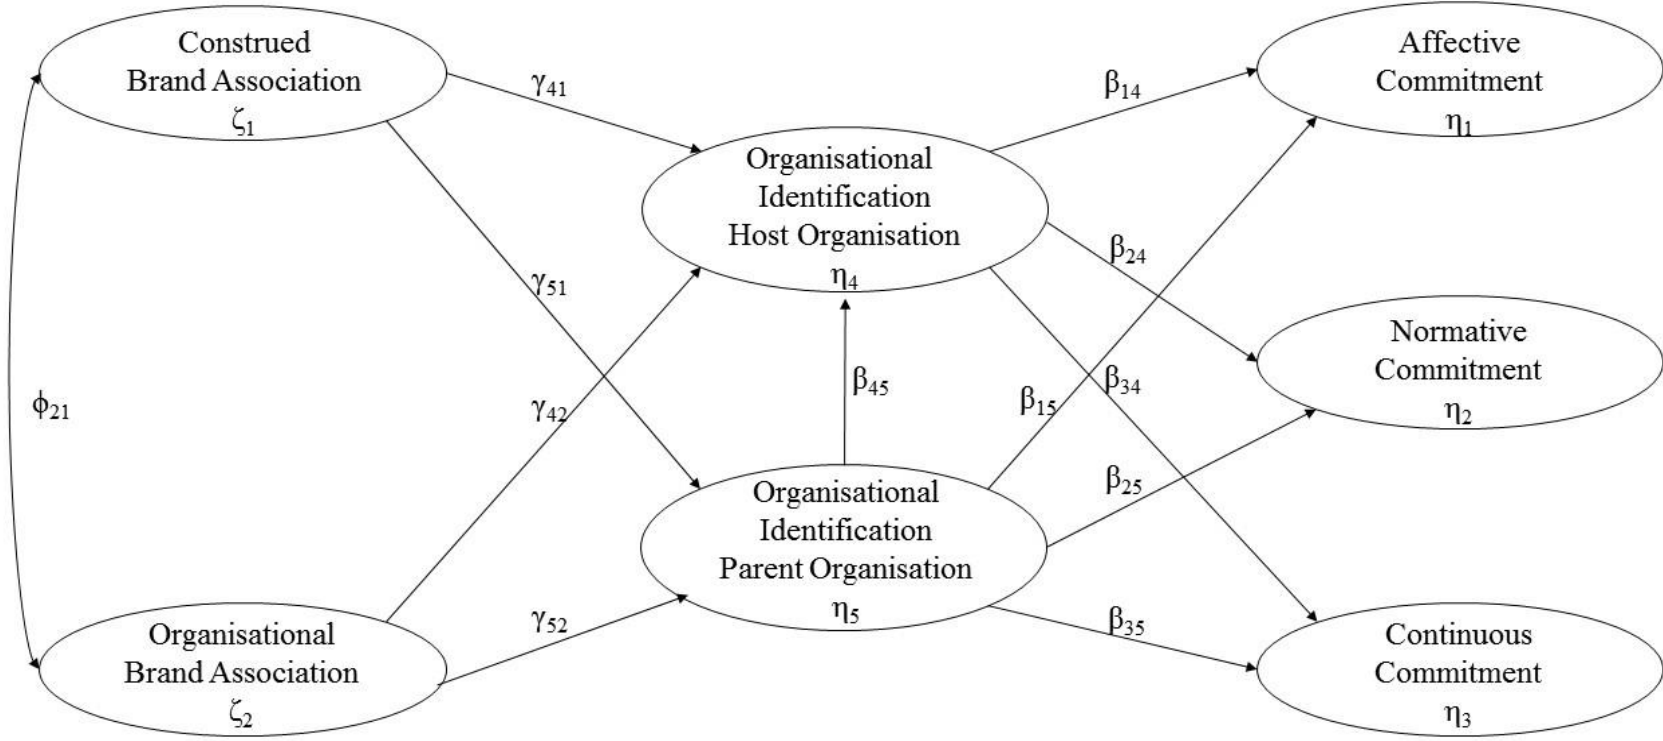 Construed
Brand Association
ζ1
γ41
β14
Affective
Commitment
η1
Organisational
Identification
Host Organisation
η4
γ51
β24
Normative
Commitment
η2
ϕ21
γ42
β45
β15
β34
β25
Organisational
Identification
Parent Organisation
η5
γ52
β35
Organisational
Brand Association
ζ2
Continuous
Commitment
η3